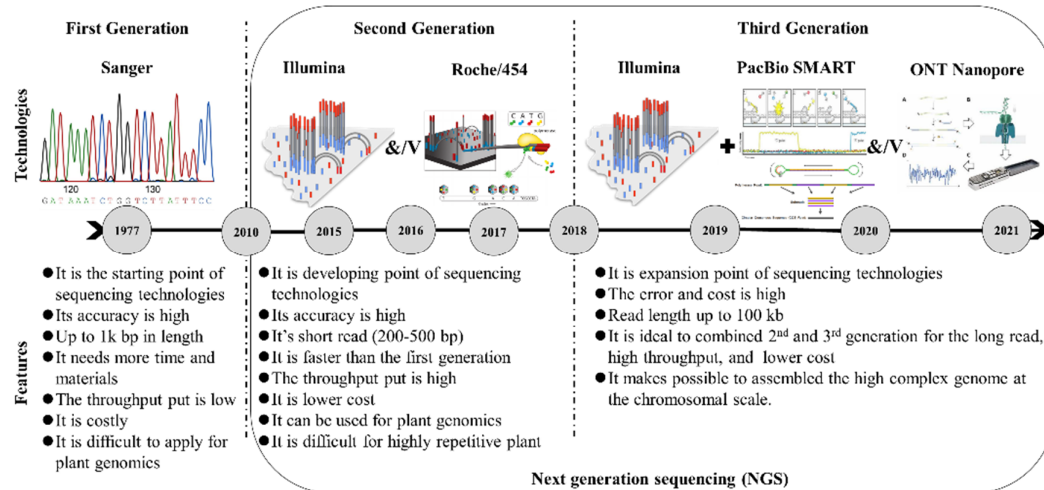 First Generation
Second Generation
Third Generation
Sanger
Illumina
Roche/454
Illumina
PacBio SMART
ONT Nanopore
Technologies
&/V
+
&/V
C A T G
A
B
C
D
120
130
G A T A A A T C T G G T C T T A T T T C C
1977
2010
2015
2016
2017
2018
2019
2020
2021
Features
●It is the starting point of
sequencing technologies
●Its accuracy is high
●Up to 1k bp in length
●It needs more time and
materials
●The throughput put is low
●It is costly
●It is difficult to apply for
plant genomics
●It is developing point of sequencing
technologies
●Its accuracy is high
●It's short read (200-500 bp)
●It is faster than the first generation
●The throughput put is high
●It is lower cost
●It can be used for plant genomics
●It is difficult for highly repetitive plant
●It is expansion point of sequencing technologies
●The error and cost is high
●Read length up to 100 kb
●It is ideal to combined 2nd and 3rd generation for the long read,
high throughput, and lower cost
●It makes possible to assembled the high complex genome at
the chromosomal scale.
Next generation sequencing (NGS)